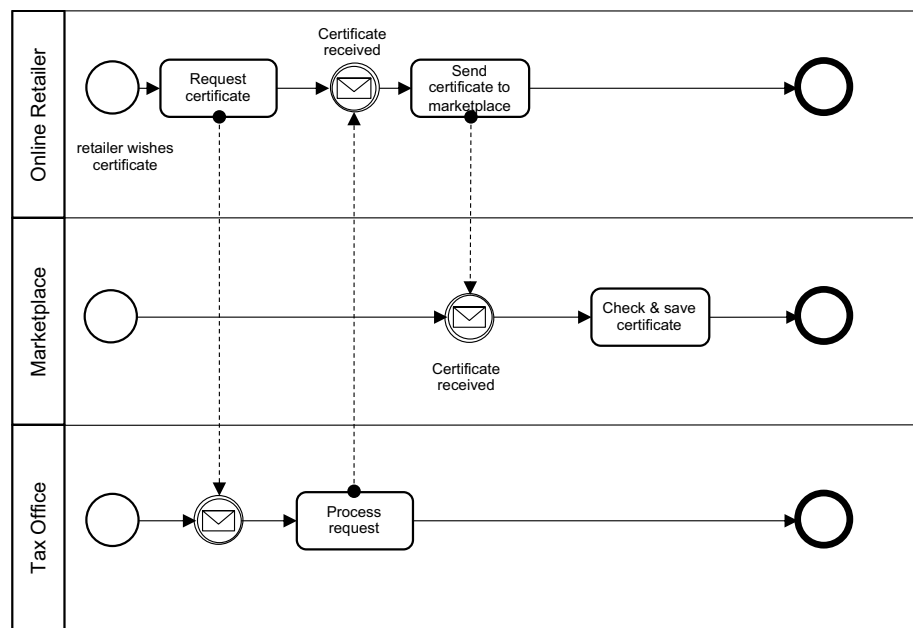 Online Retailer
Certificate
received
Request
certificate
Send
certificate to
marketplace
retailer wishes
certificate
Marketplace
Check & save
certificate
Certificate
received
Tax Office
Process
request